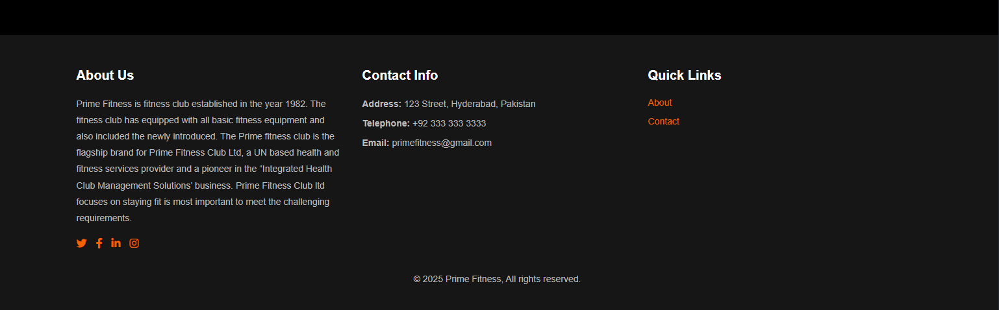 About Us
Prime Fitness is fitness club established in the year 1982. The
fitness club has equipped with all basic fitness equipment and
also included the newly introduced. The Prime fitness club is the
flagship brand for Prime Fitness Club Ltd, a UN based health and
fitness services provider and a pioneer in the “Integrated Health
Club Management Solutions’ business. Prime Fitness Club ltd
focuses on staying fit is most important to meet the challenging
requirements.
Contact Info
Address: 123 Street, Hyderabad, Pakistan
Telephone: +92 333 333 3333
Email: primefitness@gmail.com
Quick Links
About
Contact
© 2025 Prime Fitness, All rights reserved.